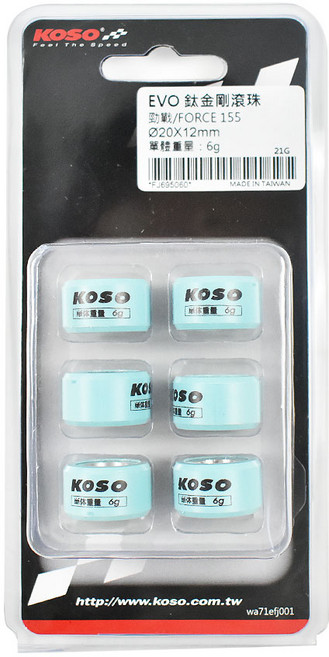 KOSO
Feel The Speed
EVO 鈦金剛滾珠
勁戰/FORCE 155
Ø20X12mm
單體重量：6g
21G
*FJ695060*
MADE IN TAIWAN
KOSO
單体重量 6g
KOSO
單体重量 6g
KO
單体重量 6g
OSO
單体重量 6g
KOSO
單体重量 6g
KOSO
單体重量 6g
http://www.koso.com.tw
wa71efj001